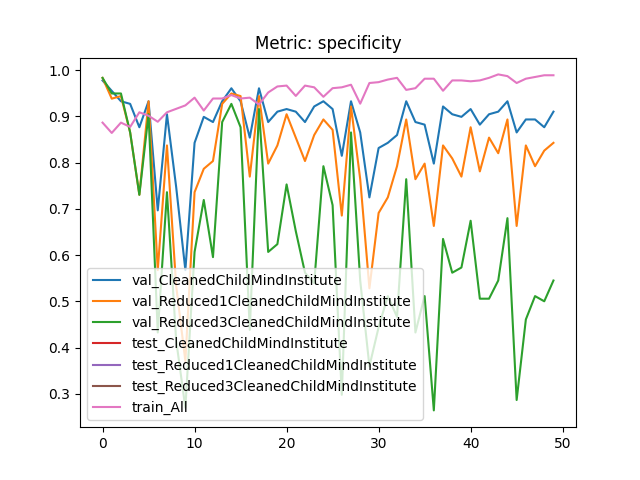 Metric: specificity
1.0
0.9
0.8
0.7
0.6
0.5
0.4
0.3
val_CleanedChildMindInstitute
val_Reduced1CleanedChildMindInstitute
val_Reduced3CleanedChildMindInstitute
test_CleanedChildMindInstitute
test_Reduced1CleanedChildMindInstitute
test_Reduced3CleanedChildMindInstitute
train_All
0 10 20 30 40 50